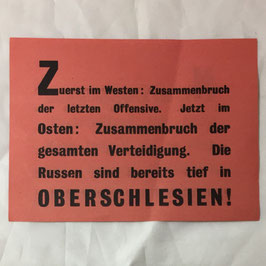 Zuerst im Westen: Zusammenbruch
der letzten Offensive. Jetzt im
Osten: Zusammenbruch der
gesamten Verteidigung. Die
Russen sind bereits tief in
OBERSCHLESIEN!